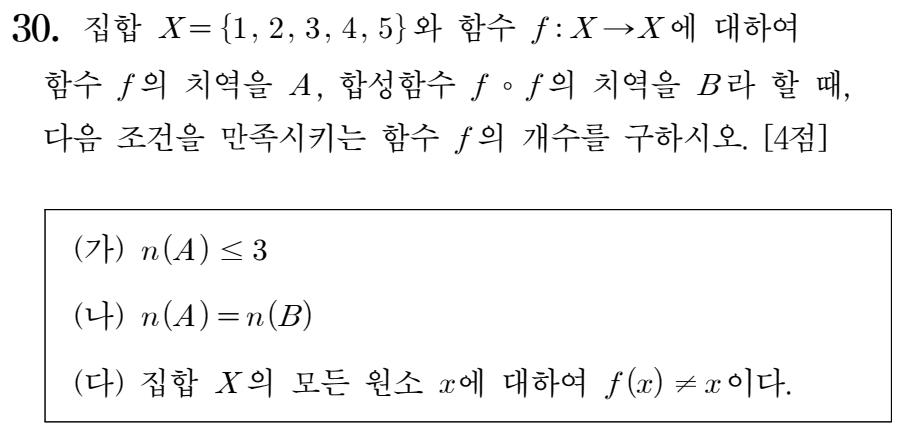 30. 집합 X={1, 2, 3, 4, 5}와 함수 f : X→X에 대하여
함수 f의 치역을 A, 합성함수 f∘f의 치역을 B라 할 때,
다음 조건을 만족시키는 함수 f의 개수를 구하시오. [4점]
(가) n(A)≤3
(나) n(A)=n(B)
(다) 집합 X의 모든 원소 x에 대하여 f(x)≠x이다.